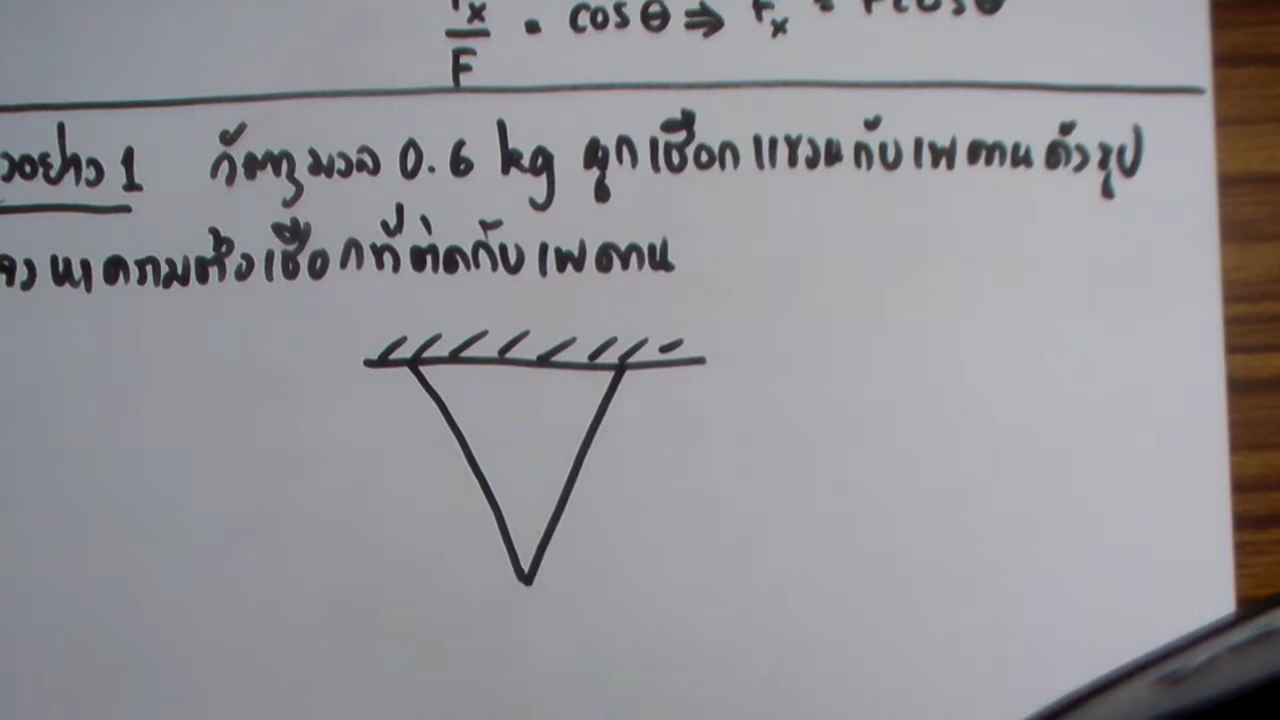 Fx/F = cosθ ⇒ Fx = Fcosθ
วอย่าง 1 วัตถุมวล 0.6 kg ถูกเชือกแขวนกับเพดานดังรูป
จงหาความตึงเชือกที่ติดกับเพดาน